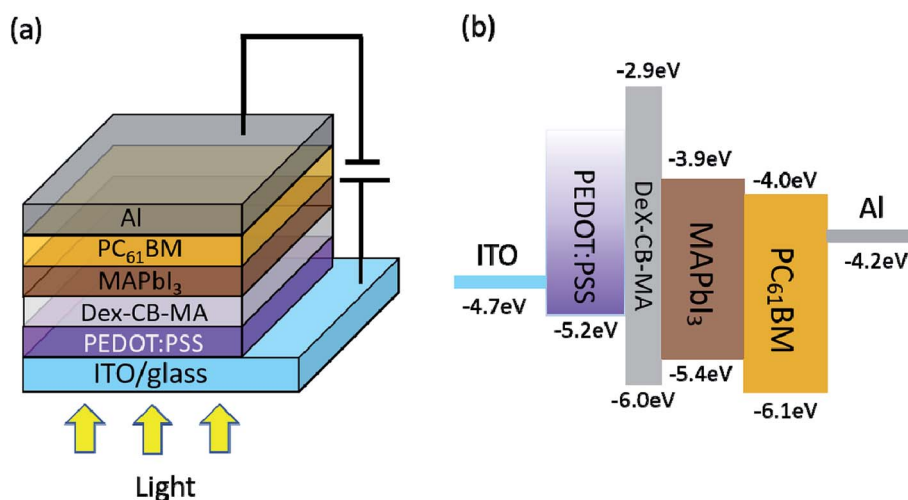 (a)
Al
PC₆₁BM
MAPbI₃
Dex-CB-MA
PEDOT:PSS
ITO/glass
Light
(b)
-2.9eV
-3.9eV
-4.0eV
Al
-4.2eV
ITO
-4.7eV
PEDOT:PSS
DeX-CB-MA
MAPbI₃
PC₆₁BM
-5.2eV
-5.4eV
-6.0eV
-6.1eV